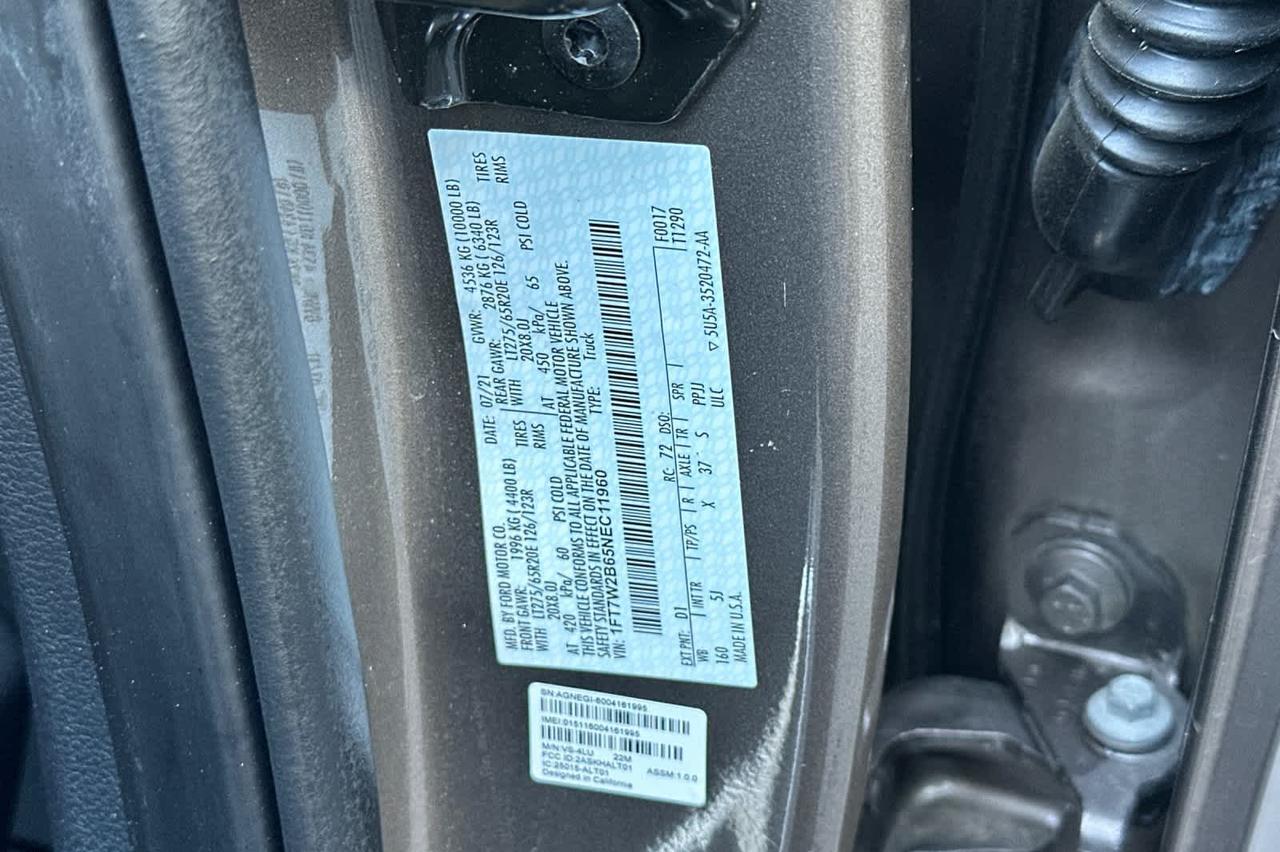 MFD. BY FORD MOTOR CO.
DATE: 07/21 GVWR: 4536 KG (10000 LB)
FRONT GAWR: 1996 KG ( 4400 LB)
REAR GAWR: 2876 KG ( 6340 LB)
WITH LT275/65R20E 126/123R TIRES
WITH LT275/65R20E 126/123R TIRES
20X8.0J RIMS
20X8.0J RIMS
AT 420 kPa/ 60 PSI COLD
AT 450 kPa/ 65 PSI COLD
THIS VEHICLE CONFORMS TO ALL APPLICABLE FEDERAL MOTOR VEHICLE
SAFETY STANDARDS IN EFFECT ON THE DATE OF MANUFACTURE SHOWN ABOVE.
VIN: 1FT7W2B65NEC11960
TYPE: Truck
F0017
T1290
EXT PNT: D1 RC: 72 DSO:
WB INT TR TP/PS R AXLE TR SPR
160 5J X 37 S PPJJ
MADE IN U.S.A. ULC
▽ 5U5A-3520472-AA
SN:AGNEGI-6004161995
IMEI:015116004161995
M/N:VS-4LU 22M
FCC ID:2ASKHALT01
IC:25015-ALT01 ASSM:1.0.0
Designed in California